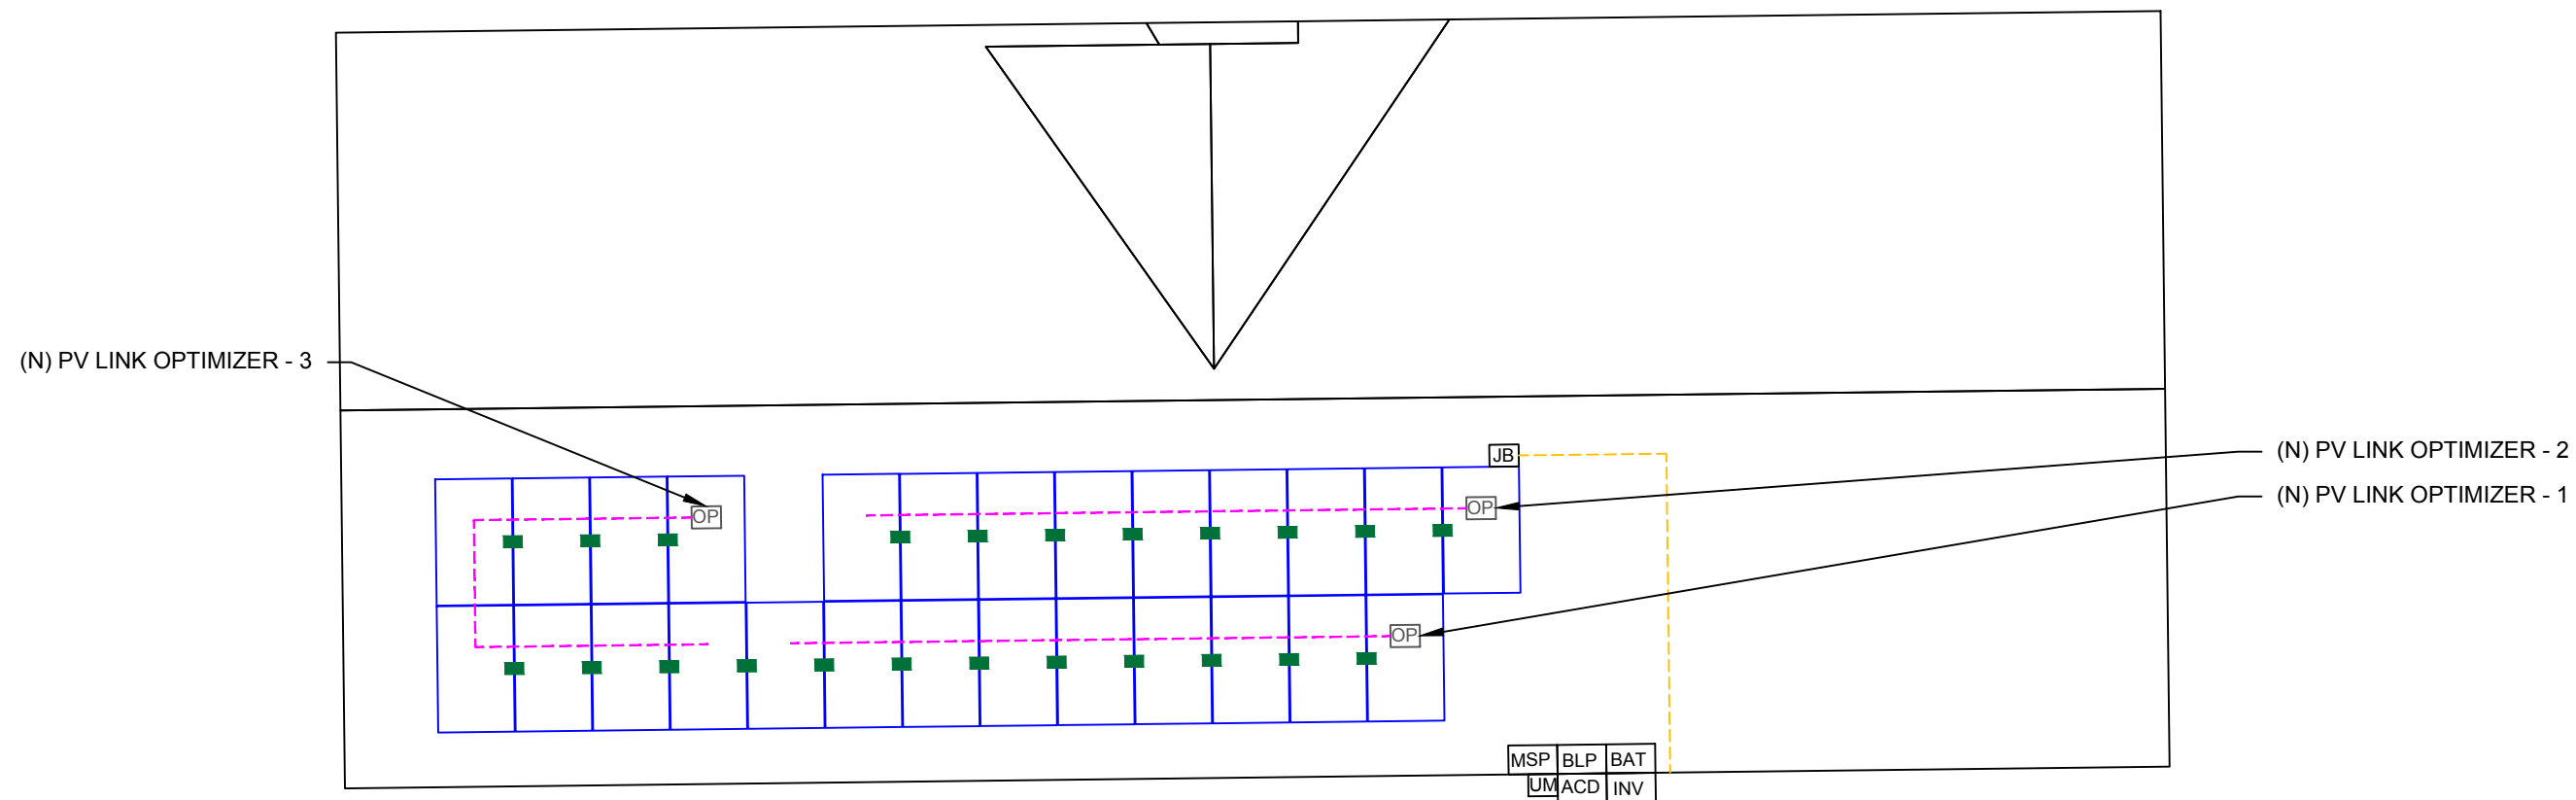 (N) PV LINK OPTIMIZER - 3
(N) PV LINK OPTIMIZER - 2
JB
(N) PV LINK OPTIMIZER - 1
OP
OP
OP
MSP BLP BAT
UM ACD INV